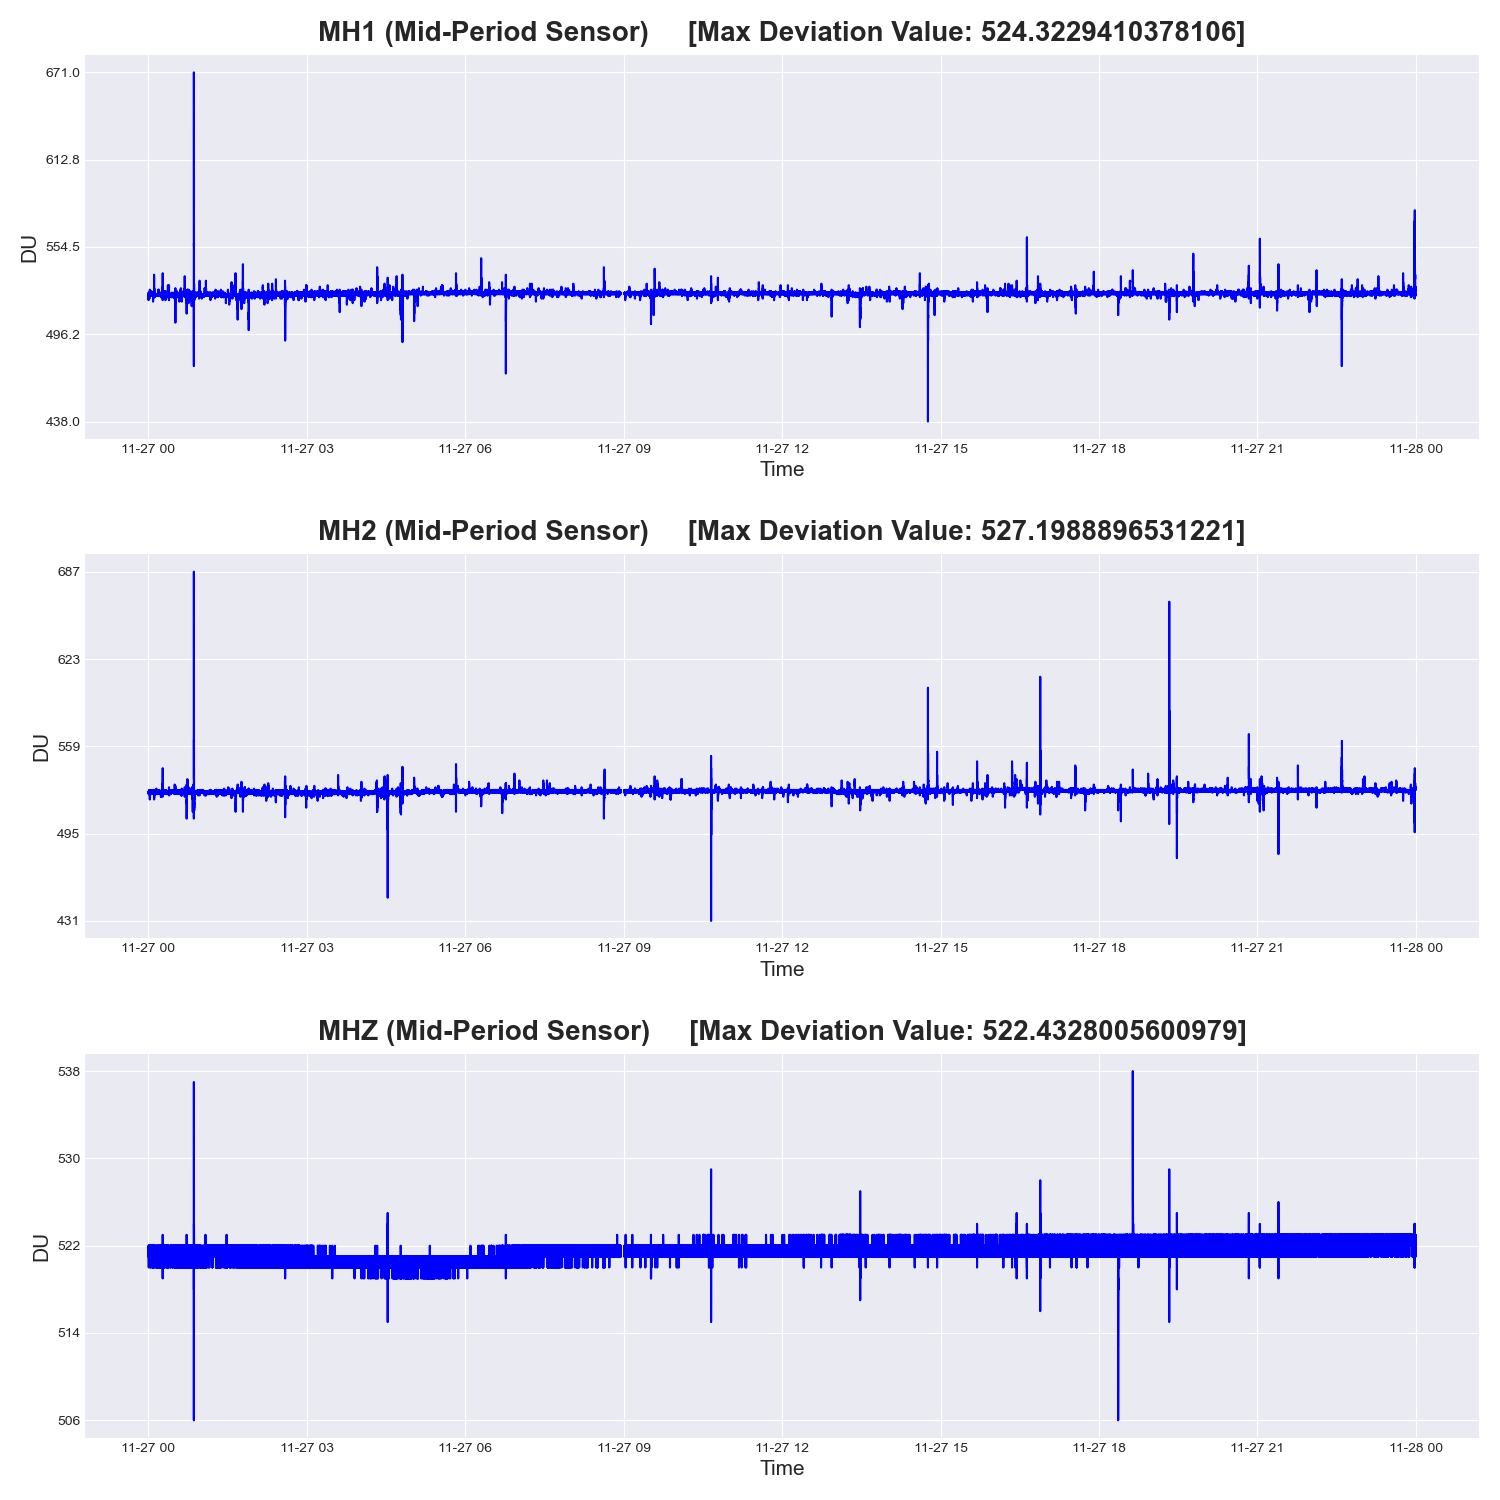 MH1 (Mid-Period Sensor) [Max Deviation Value: 524.3229410378106]
671.0
612.8
554.5
496.2
438.0
DU
11-27 00 11-27 03 11-27 06 11-27 09 11-27 12 11-27 15 11-27 18 11-27 21 11-28 00
Time
MH2 (Mid-Period Sensor) [Max Deviation Value: 527.1988896531221]
687
623
559
495
431
DU
11-27 00 11-27 03 11-27 06 11-27 09 11-27 12 11-27 15 11-27 18 11-27 21 11-28 00
Time
MHZ (Mid-Period Sensor) [Max Deviation Value: 522.4328005600979]
538
530
522
514
506
DU
11-27 00 11-27 03 11-27 06 11-27 09 11-27 12 11-27 15 11-27 18 11-27 21 11-28 00
Time